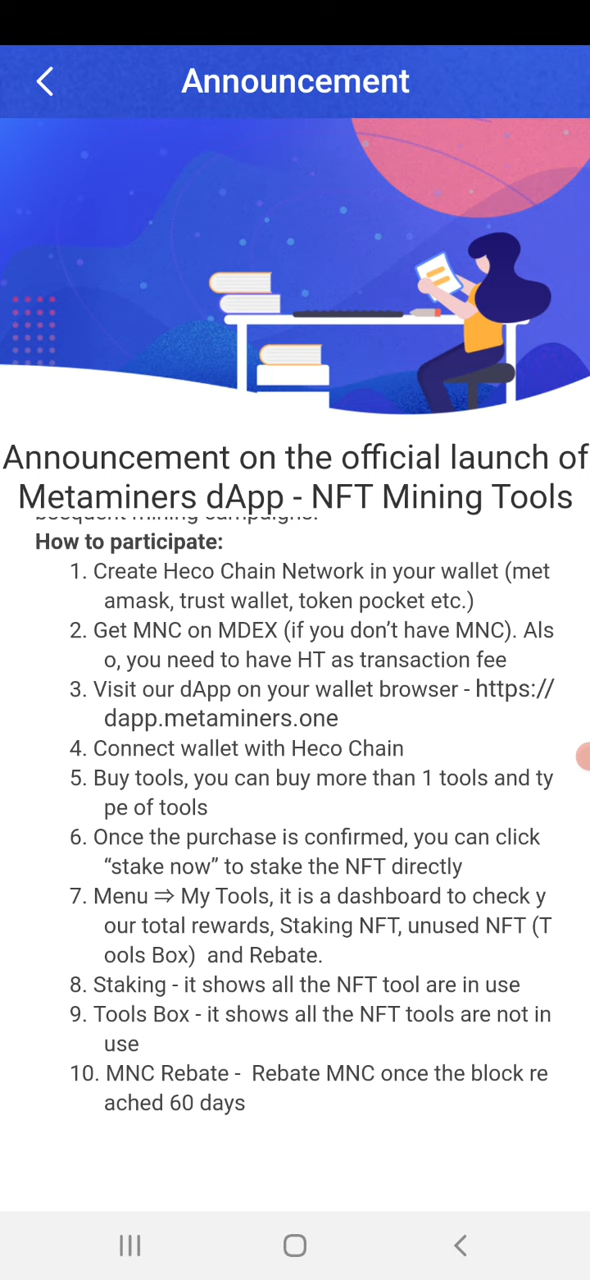 Announcement
Announcement on the official launch of
Metaminers dApp - NFT Mining Tools
How to participate:
1. Create Heco Chain Network in your wallet (met
amask, trust wallet, token pocket etc.)
2. Get MNC on MDEX (if you don’t have MNC). Als
o, you need to have HT as transaction fee
3. Visit our dApp on your wallet browser - https://
dapp.metaminers.one
4. Connect wallet with Heco Chain
5. Buy tools, you can buy more than 1 tools and ty
pe of tools
6. Once the purchase is confirmed, you can click
“stake now” to stake the NFT directly
7. Menu ⇒ My Tools, it is a dashboard to check y
our total rewards, Staking NFT, unused NFT (T
ools Box)  and Rebate.
8. Staking - it shows all the NFT tool are in use
9. Tools Box - it shows all the NFT tools are not in
use
10. MNC Rebate -  Rebate MNC once the block re
ached 60 days